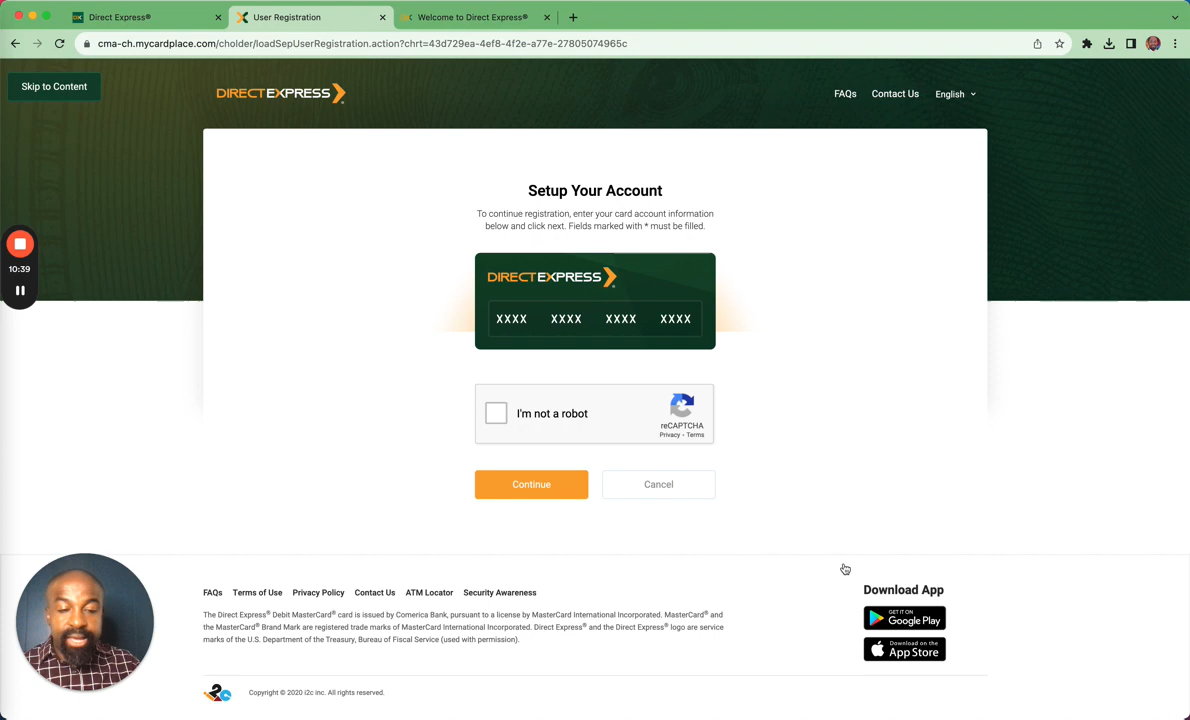 Direct Express®
User Registration
Welcome to Direct Express®
cma-ch.mycardplace.com/cholder/loadSepUserRegistration.action?chrt=43d729ea-4ef8-4f2e-a77e-27805074965c
Skip to Content
DIRECT EXPRESS®
FAQs
Contact Us
English
Setup Your Account
To continue registration, enter your card account information
below and click next. Fields marked with * must be filled.
10:39
DIRECT EXPRESS®
XXXX XXXX XXXX XXXX
I'm not a robot
reCAPTCHA
Privacy - Terms
Continue
Cancel
FAQs Terms of Use Privacy Policy Contact Us ATM Locator Security Awareness
The Direct Express® Debit MasterCard® card is issued by Comerica Bank, pursuant to a license by MasterCard International Incorporated. MasterCard® and
the MasterCard® Brand Mark are registered trade marks of MasterCard International Incorporated. Direct Express® and the Direct Express® logo are service
marks of the U.S. Department of the Treasury, Bureau of Fiscal Service (used with permission).
Download App
GET IT ON
Google Play
Download on the
App Store
Copyright © 2020 i2c inc. All rights reserved.